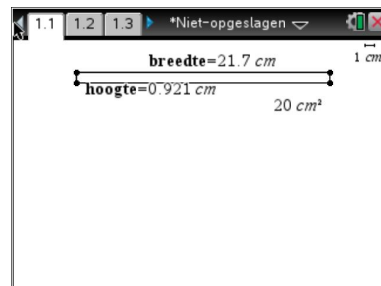 1.1 1.2 1.3 *Niet-opgeslagen
1 cm
breedte=21.7 cm
hoogte=0.921 cm
20 cm²